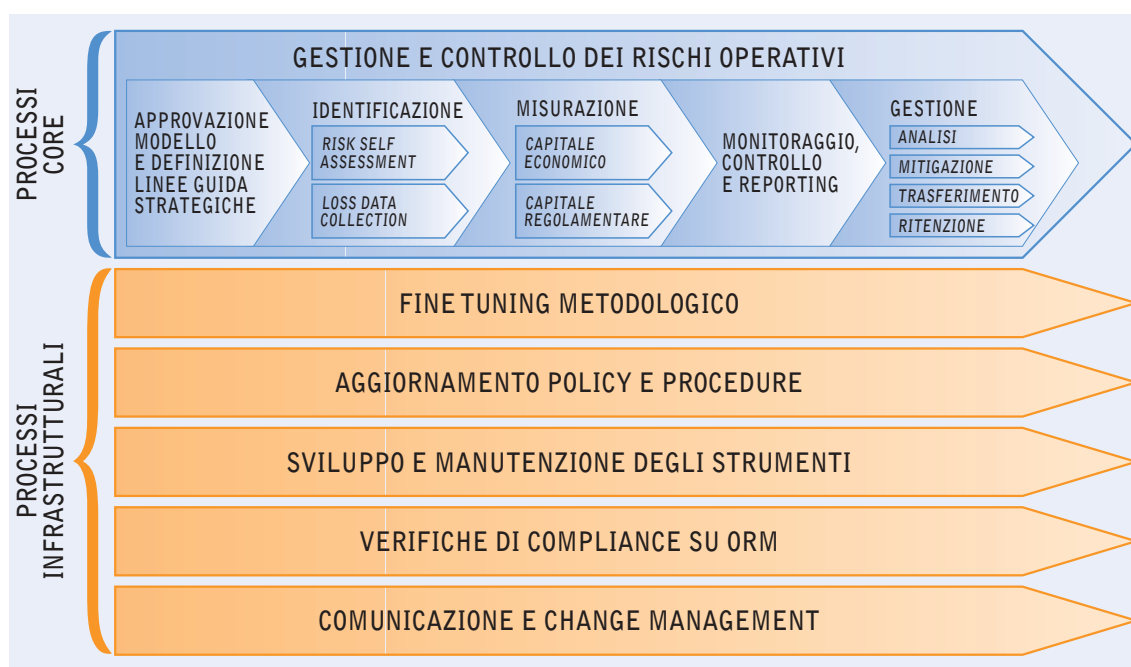 PROCESSI
CORE
GESTIONE E CONTROLLO DEI RISCHI OPERATIVI
APPROVAZIONE
MODELLO
E DEFINIZIONE
LINEE GUIDA
STRATEGICHE
IDENTIFICAZIONE
RISK SELF
ASSESSMENT
LOSS DATA
COLLECTION
MISURAZIONE
CAPITALE
ECONOMICO
CAPITALE
REGOLAMENTARE
MONITORAGGIO,
CONTROLLO
E REPORTING
GESTIONE
ANALISI
MITIGAZIONE
TRASFERIMENTO
RITENZIONE
PROCESSI
INFRASTRUTTURALI
FINE TUNING METODOLOGICO
AGGIORNAMENTO POLICY E PROCEDURE
SVILUPPO E MANUTENZIONE DEGLI STRUMENTI
VERIFICHE DI COMPLIANCE SU ORM
COMUNICAZIONE E CHANGE MANAGEMENT